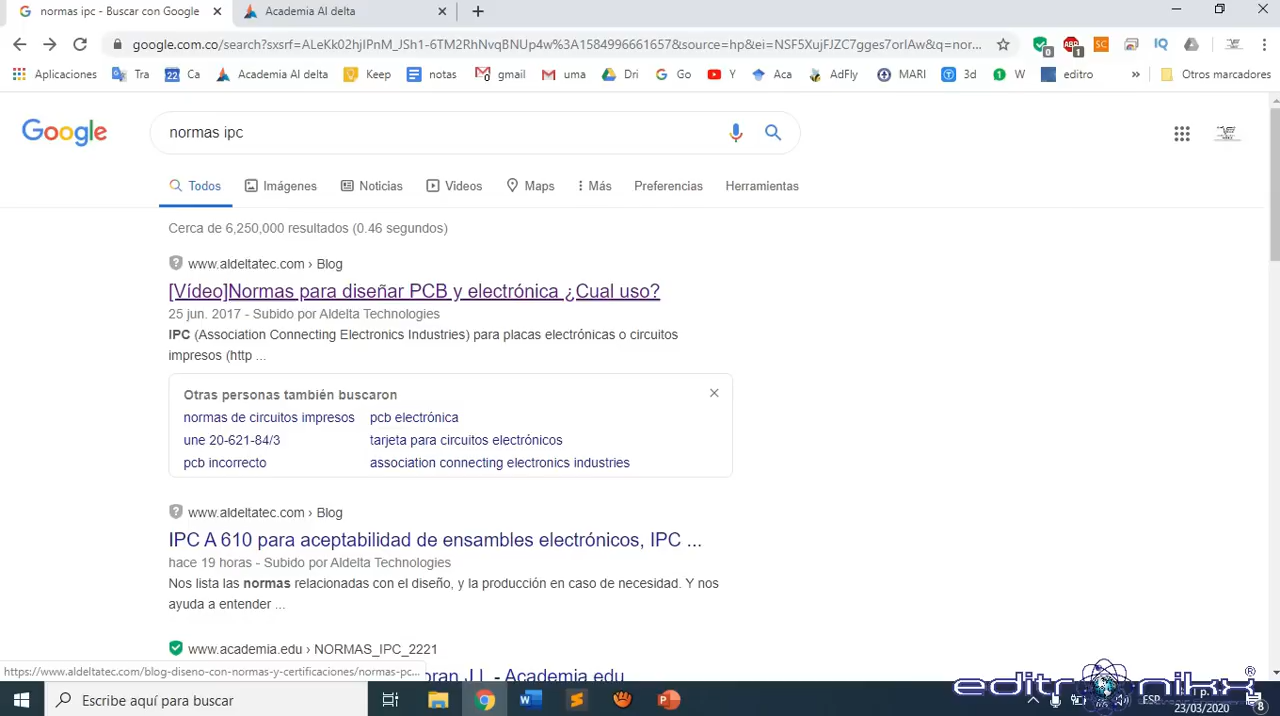 normas ipc - Buscar con Google
Academia Al delta
google.com.co/search?sxsrf=ALeKk02hjInM_JSh1-6TM2RhNvqBNUp4w%3A1584996661657&source=hp&ei=NSF5YujFJZC7gges7orIAw&q=nor...
Aplicaciones Tra Ca Academia Al delta Keep notas gmail uma Dri Go Y Aca AdFly MARI 3d W editro » Otros marcadores
Google
normas ipc
Todos Imágenes Noticias Videos Maps Más Preferencias Herramientas
Cerca de 6,250,000 resultados (0.46 segundos)
www.aldeltatec.com › Blog
[Vídeo]Normas para diseñar PCB y electrónica ¿Cual uso?
25 jun. 2017 - Subido por Aldelta Technologies
IPC (Association Connecting Electronics Industries) para placas electrónicas o circuitos
impresos (http ...
Otras personas también buscaron
normas de circuitos impresos pcb electrónica
une 20-621-84/3 tarjeta para circuitos electrónicos
pcb incorrecto association connecting electronics industries
www.aldeltatec.com › Blog
IPC A 610 para aceptabilidad de ensambles electrónicos, IPC ...
hace 19 horas - Subido por Aldelta Technologies
Nos lista las normas relacionadas con el diseño, y la producción en caso de necesidad. Y nos
ayuda a entender ...
www.academia.edu › NORMAS_IPC_2221
oran J.L - Academia.edu
https://www.aldeltatec.com/blog-diseno-con-normas-y-certificaciones/normas-pc...
editronikx ®
Escribe aquí para buscar
ESP
23/03/2020
8